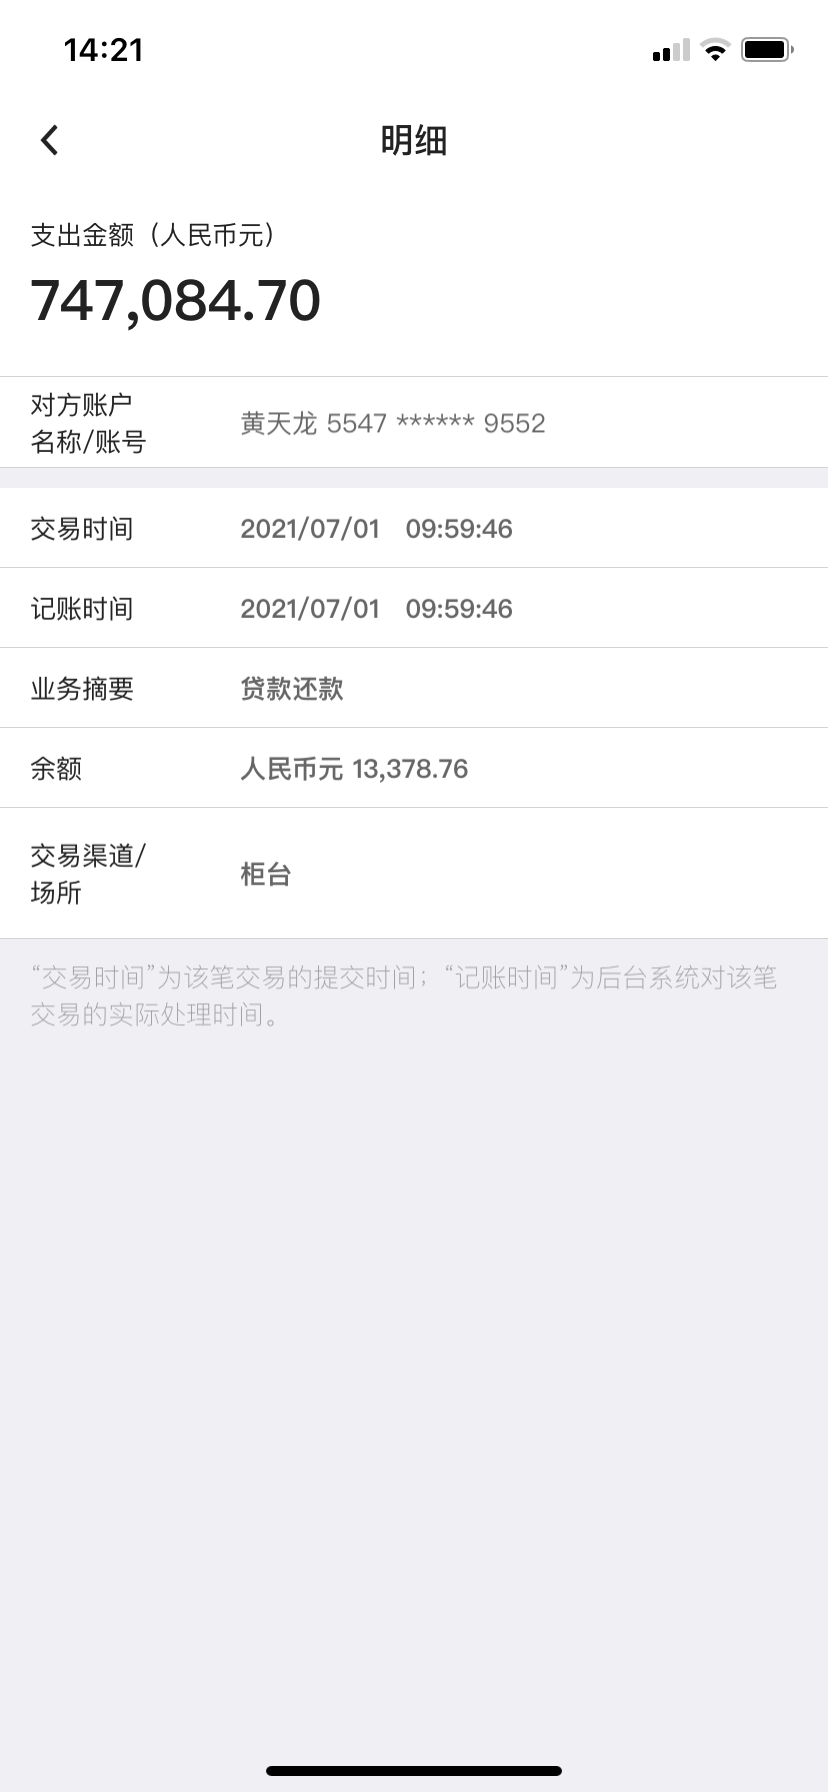 14:21
明细
支出金额（人民币元）
747,084.70
对方账户
名称/账号
黄天龙 5547 ****** 9552
交易时间 2021/07/01 09:59:46
记账时间 2021/07/01 09:59:46
业务摘要 贷款还款
余额 人民币元 13,378.76
交易渠道/
场所
柜台
“交易时间”为该笔交易的提交时间；“记账时间”为后台系统对该笔
交易的实际处理时间。